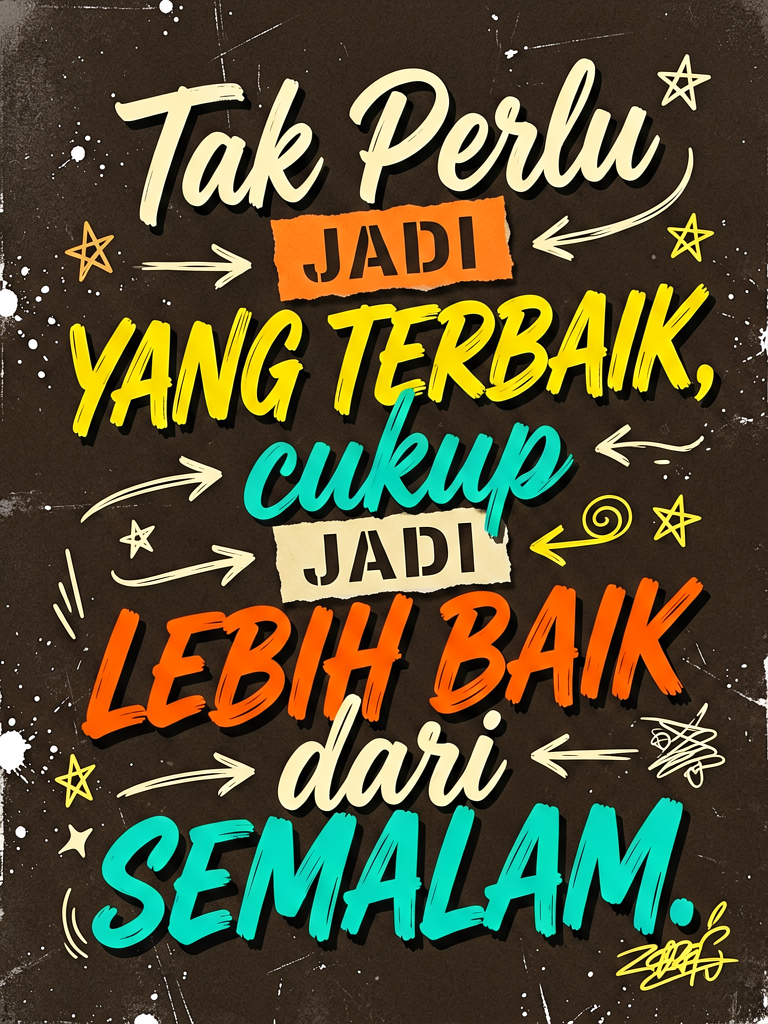 Tak Perlu
JADI
YANG TERBAIK,
cukup
JADI
LEBIH BAIK
dari
SEMALAM.